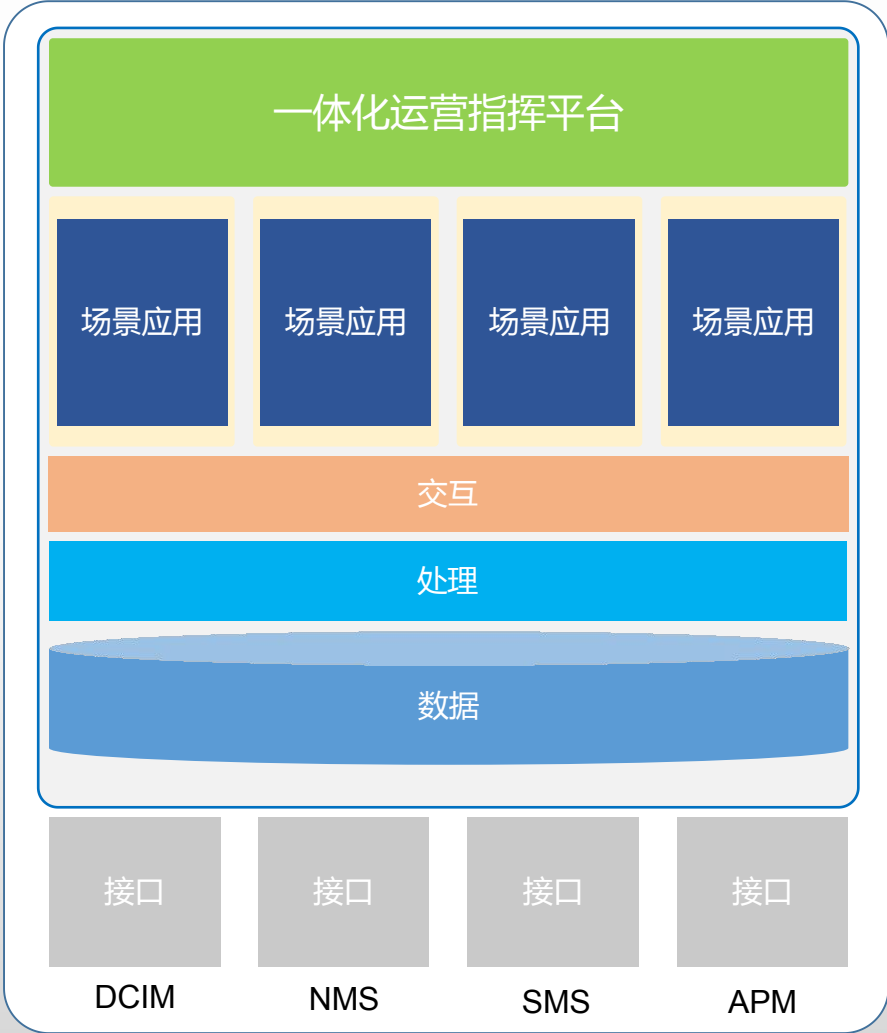 一体化运营指挥平台
场景应用
场景应用
场景应用
场景应用
交互
处理
数据
接口
接口
接口
接口
DCIM
NMS
SMS
APM